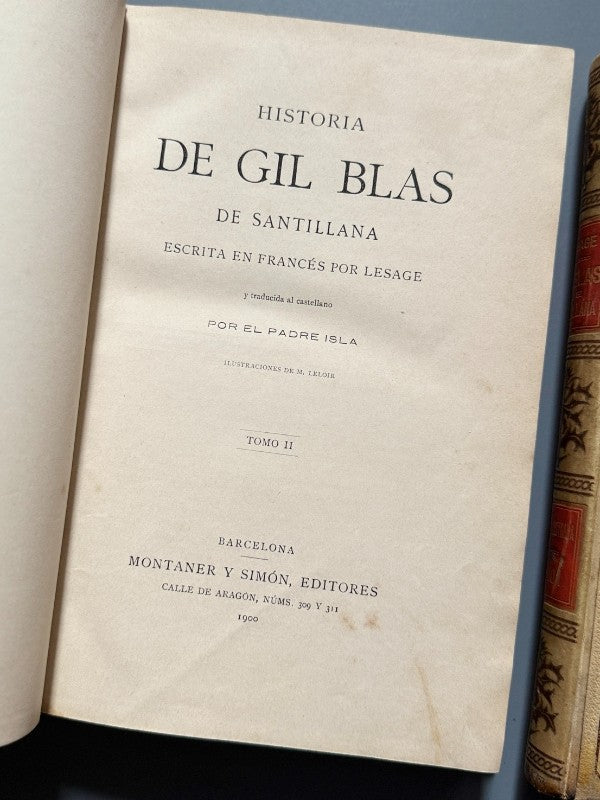 HISTORIA
DE GIL BLAS
DE SANTILLANA
ESCRITA EN FRANCÉS POR LESAGE
y traducida al castellano
POR EL PADRE ISLA
ILUSTRACIONES DE M. LELOIR
TOMO II
BARCELONA
MONTANER Y SIMÓN, EDITORES
CALLE DE ARAGÓN, NÚMS. 309 Y 311
1900